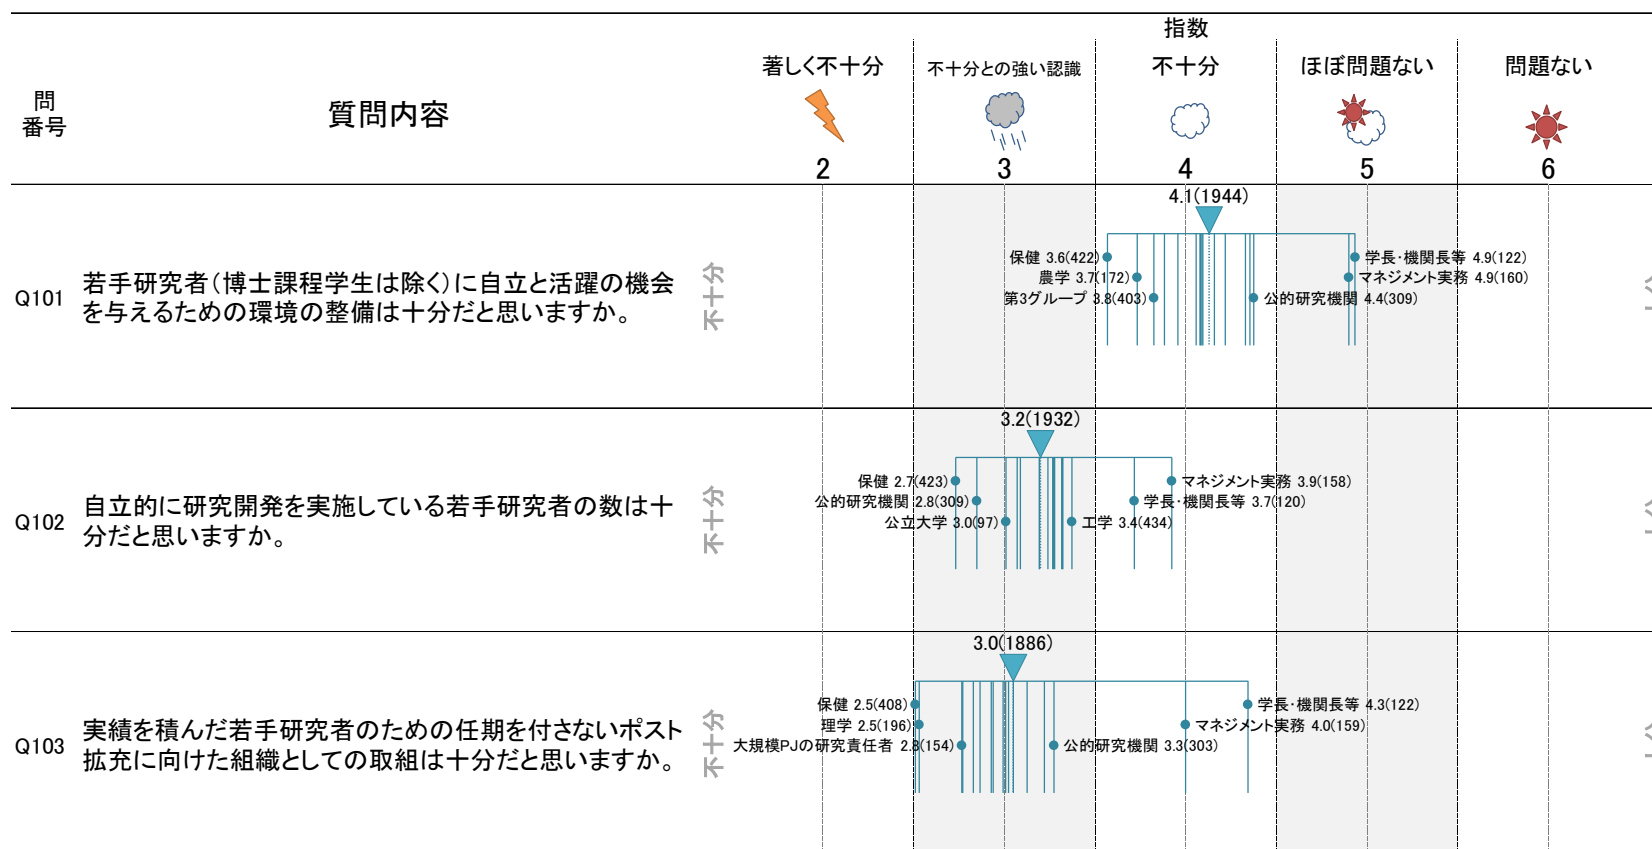 指数
著しく不十分
不十分との強い認識
不十分
ほぼ問題ない
問題ない
問
番号
質問内容
2
3
4
5
6
4.1(1944)
保健 3.6(422)
農学 3.7(172)
第3グループ 3.8(403)
学長・機関長等 4.9(122)
マネジメント実務 4.9(160)
公的研究機関 4.4(309)
Q101
若手研究者(博士課程学生は除く)に自立と活躍の機会
を与えるための環境の整備は十分だと思いますか。
不十分
3.2(1932)
保健 2.7(423)
公的研究機関 2.8(309)
公立大学 3.0(97)
マネジメント実務 3.9(158)
学長・機関長等 3.7(120)
工学 3.4(434)
Q102
自立的に研究開発を実施している若手研究者の数は十
分だと思いますか。
不十分
3.0(1886)
保健 2.5(408)
理学 2.5(196)
大規模PJの研究責任者 2.8(154)
学長・機関長等 4.3(122)
マネジメント実務 4.0(159)
公的研究機関 3.3(303)
Q103
実績を積んだ若手研究者のための任期を付さないポスト
拡充に向けた組織としての取組は十分だと思いますか。
不十分